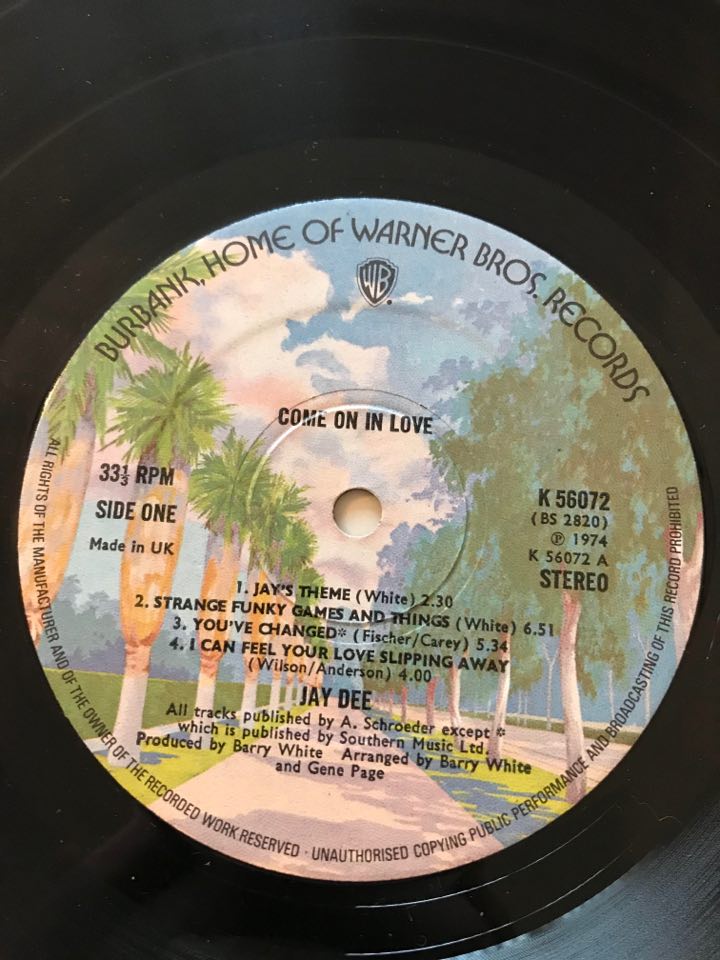 BURBANK, HOME OF WARNER BROS. RECORDS
WB
COME ON IN LOVE
33⅓ RPM
SIDE ONE
Made in UK
K 56072
(BS 2820)
℗ 1974
K 56072 A
STEREO
1. JAY'S THEME (White) 2.30
2. STRANGE FUNKY GAMES AND THINGS (White) 6.51
3. YOU'VE CHANGED* (Fischer/Carey) 5.34
4. I CAN FEEL YOUR LOVE SLIPPING AWAY
(Wilson/Anderson) 4.00
JAY DEE
All tracks published by A. Schroeder except *
which is published by Southern Music Ltd.
Produced by Barry White Arranged by Barry White
and Gene Page
ALL RIGHTS OF THE MANUFACTURER AND OF THE OWNER OF THE RECORDED WORK RESERVED · UNAUTHORISED COPYING PUBLIC PERFORMANCE AND BROADCASTING OF THIS RECORD PROHIBITED